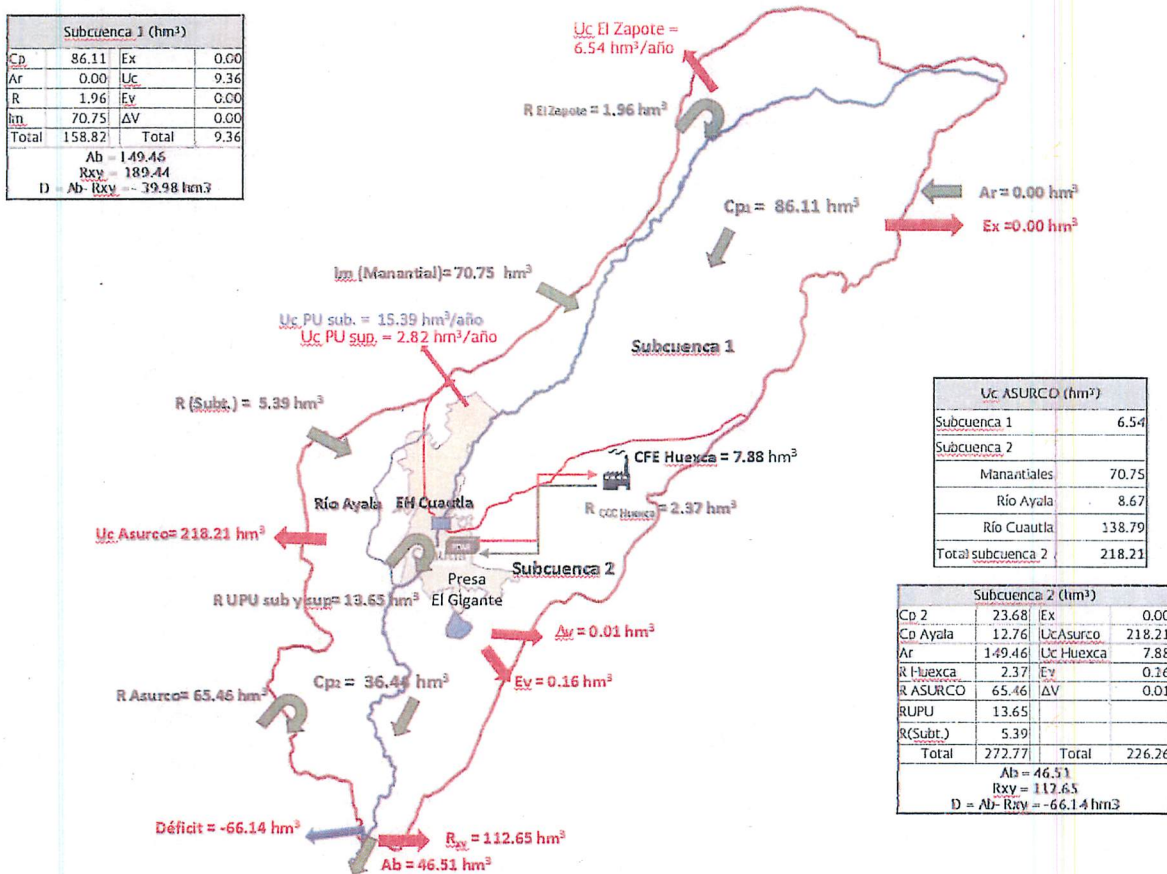 Subcuenca 1 (hm³)
Cp 86.11 Ex 0.00
Ar 0.00 Uc 9.36
R 1.96 Ev 0.00
Im 70.75 ΔV 0.00
Total 158.82 Total 9.36
Ab = 149.46
Rxy = 189.44
D = Ab- Rxy = - 39.98 hm3
Uc El Zapote =
6.54 hm³/año
R El Zapote = 1.96 hm³
Ar = 0.00 hm³
Cp₁ = 86.11 hm³
Ex =0.00 hm³
Im (Manantial)= 70.75 hm³
Uc PU sub. = 15.39 hm³/año
Uc PU sup. = 2.82 hm³/año
Subcuenca 1
R (Subt.) = 5.39 hm³
Uc ASURCO (hm³)
Subcuenca 1 6.54
Subcuenca 2
Manantiales 70.75
Río Ayala 8.67
Río Cuautla 138.79
Total subcuenca 2 218.21
CFE Huexca = 7.88 hm³
Río Ayala EH Cuautla
R CCC Huexca = 2.37 hm³
Uc Asurco= 218.21 hm³
Subcuenca 2
Presa
El Gigante
R UPU sub y sup= 13.65 hm³
Subcuenca 2 (hm³)
Cp 2 23.68 Ex 0.00
Cp Ayala 12.76 UcAsurco 218.21
Ar 149.46 Uc Huexca 7.88
R Huexca 2.37 Ev 0.16
R ASURCO 65.46 ΔV 0.01
RUPU 13.65
R(Subt.) 5.39
Total 272.77 Total 226.26
Ab = 46.51
Rxy = 112.65
D = Ab- Rxy = -66.14 hm3
Δv = 0.01 hm³
Ev = 0.16 hm³
R Asurco= 65.46 hm³
Cp₂ = 36.44 hm³
Déficit = -66.14 hm³
Rxy = 112.65 hm³
Ab = 46.51 hm³